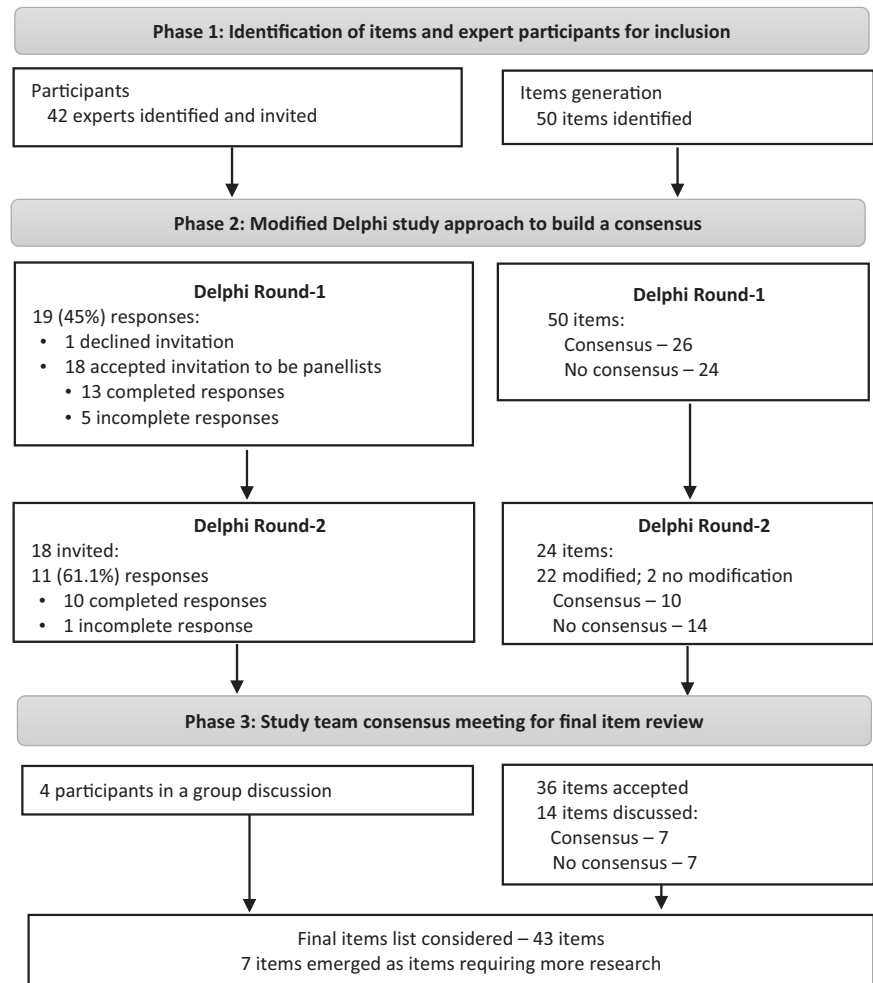 Phase 1: Identification of items and expert participants for inclusion
Participants
42 experts identified and invited
Items generation
50 items identified
Phase 2: Modified Delphi study approach to build a consensus
Delphi Round-1
19 (45%) responses:
• 1 declined invitation
• 18 accepted invitation to be panellists
• 13 completed responses
• 5 incomplete responses
Delphi Round-1
50 items:
Consensus – 26
No consensus – 24
Delphi Round-2
18 invited:
11 (61.1%) responses
• 10 completed responses
• 1 incomplete response
Delphi Round-2
24 items:
22 modified; 2 no modification
Consensus – 10
No consensus – 14
Phase 3: Study team consensus meeting for final item review
4 participants in a group discussion
36 items accepted
14 items discussed:
Consensus – 7
No consensus – 7
Final items list considered – 43 items
7 items emerged as items requiring more research